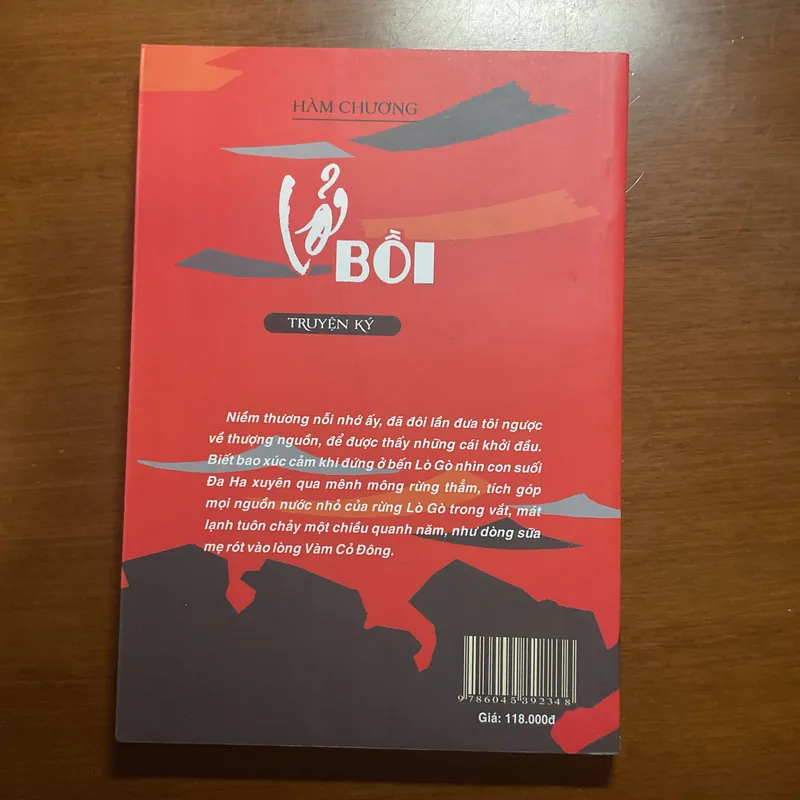 HÀM CHƯƠNG
Lở
BỒI
TRUYỆN KÝ
Niềm thương nỗi nhớ ấy, đã đôi lần đưa tôi ngược
về thượng nguồn, để được thấy những cái khởi đầu.
Biết bao xúc cảm khi đứng ở bến Lò Gò nhìn con suối
Đa Ha xuyên qua mênh mông rừng thẳm, tích góp
mọi nguồn nước nhỏ của rừng Lò Gò trong vắt, mát
lạnh tuôn chảy một chiều quanh năm, như dòng sữa
mẹ rót vào lòng Vàm Cỏ Đông.
9 786045 392348
Giá: 118.000đ